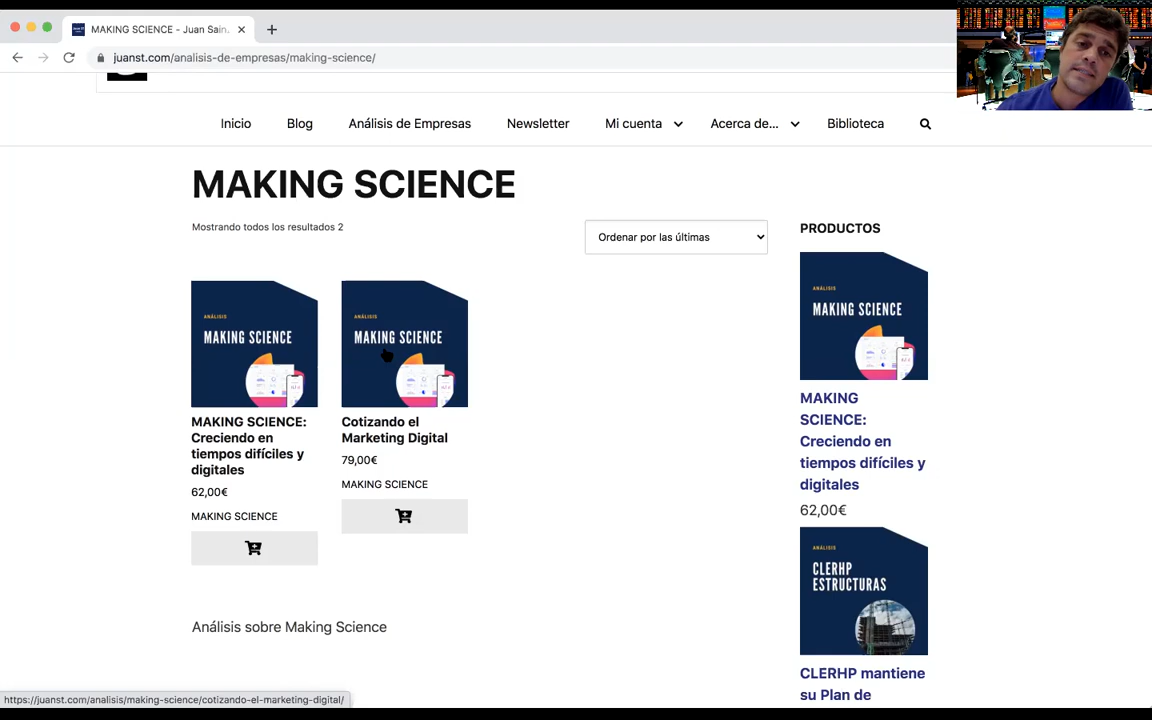 MAKING SCIENCE - Juan Sain
juanst.com/analisis-de-empresas/making-science/
Inicio
Blog
Análisis de Empresas
Newsletter
Mi cuenta
Acerca de...
Biblioteca
MAKING SCIENCE
Mostrando todos los resultados 2
Ordenar por las últimas
ANÁLISIS
MAKING SCIENCE
MAKING SCIENCE:
Creciendo en
tiempos difíciles y
digitales
62,00€
MAKING SCIENCE
ANÁLISIS
MAKING SCIENCE
Cotizando el
Marketing Digital
79,00€
MAKING SCIENCE
Análisis sobre Making Science
PRODUCTOS
ANÁLISIS
MAKING SCIENCE
MAKING
SCIENCE:
Creciendo en
tiempos difíciles y
digitales
62,00€
ANÁLISIS
CLERHP
ESTRUCTURAS
CLERHP mantiene
su Plan de
https://juanst.com/analisis/making-science/cotizando-el-marketing-digital/